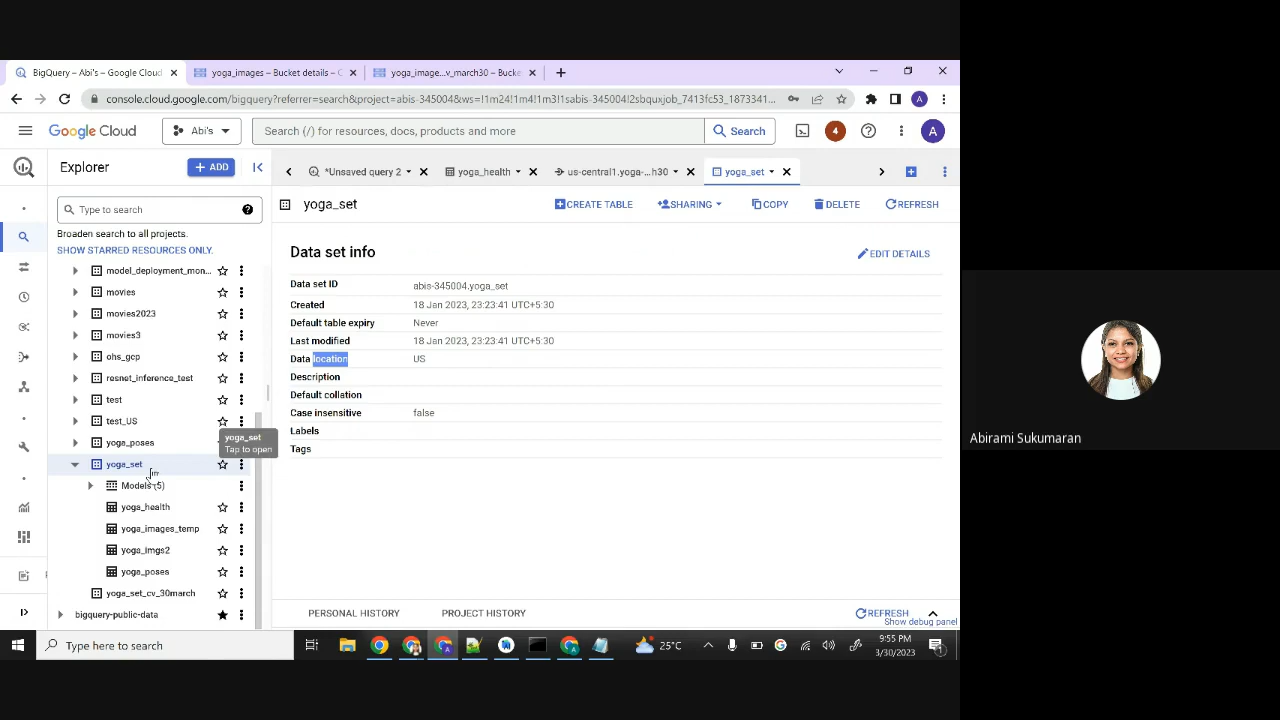 BigQuery – Abi's – Google Cloud
yoga_images – Bucket details – C
yoga_image...v_march30 – Bucke
console.cloud.google.com/bigquery?referrer=search&project=abis-345004&ws=!1m24!1m4!1m3!1sabis-345004!2sbquxjob_7413fc53_1873341...
A
Google Cloud
Abi's
Search (/) for resources, docs, products and more
Search
4
A
Explorer
+ ADD
*Unsaved query 2
yoga_health
us-central1.yoga-...h30
yoga_set
Type to search
yoga_set
CREATE TABLE
SHARING
COPY
DELETE
REFRESH
Broaden search to all projects.
SHOW STARRED RESOURCES ONLY.
Data set info
EDIT DETAILS
model_deployment_mon...
movies
movies2023
movies3
ohs_gcp
resnet_inference_test
test
test_US
yoga_poses
yoga_set
Tap to open
yoga_set
Models (5)
yoga_health
yoga_images_temp
yoga_imgs2
yoga_poses
yoga_set_cv_30march
bigquery-public-data
Data set ID abis-345004.yoga_set
Created 18 Jan 2023, 23:23:41 UTC+5:30
Default table expiry Never
Last modified 18 Jan 2023, 23:23:41 UTC+5:30
Data location US
Description
Default collation
Case insensitive false
Labels
Tags
PERSONAL HISTORY
PROJECT HISTORY
REFRESH
Show debug panel
Type here to search
25°C
9:55 PM
3/30/2023
1
Abirami Sukumaran